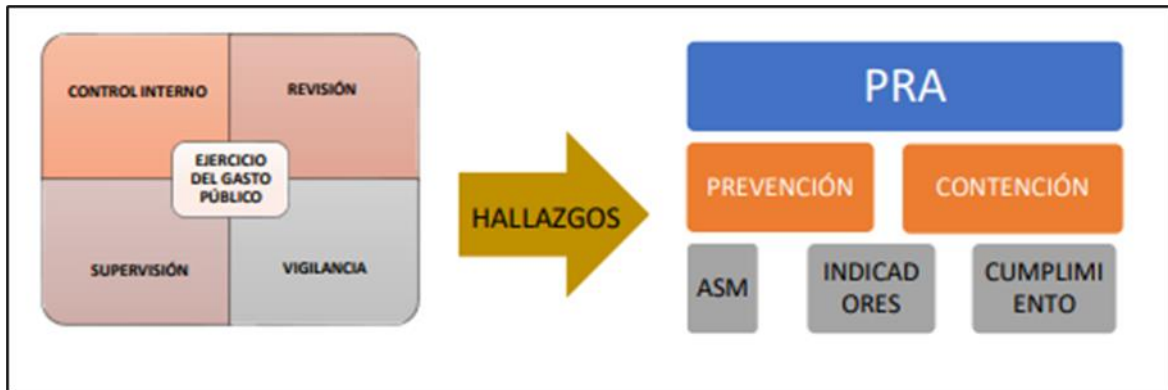 CONTROL INTERNO
REVISIÓN
EJERCICIO
DEL GASTO
PÚBLICO
SUPERVISIÓN
VIGILANCIA
HALLAZGOS
PRA
PREVENCIÓN
CONTENCIÓN
ASM
INDICAD
ORES
CUMPLIMI
ENTO